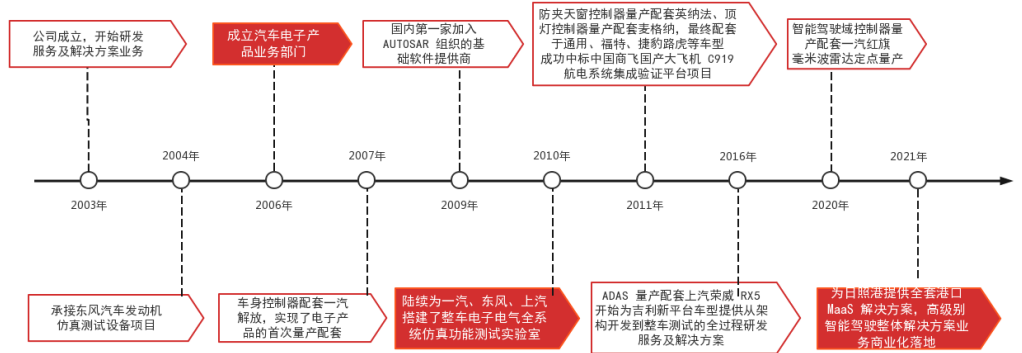 公司成立，开始研发
服务及解决方案业务
成立汽车电子产
品业务部门
国内第一家加入
AUTOSAR 组织的基
础软件提供商
防夹天窗控制器量产配套英纳法、顶
灯控制器量产配套麦格纳，最终配套
于通用、福特、捷豹路虎等车型
成功中标中国商飞国产大飞机 C919
航电系统集成验证平台项目
智能驾驶域控制器量
产配套一汽红旗
毫米波雷达定点量产
2004年
2007年
2010年
2016年
2021年
2003年
2006年
2009年
2011年
2020年
承接东风汽车发动机
仿真测试设备项目
车身控制器配套一汽
解放，实现了电子产
品的首次量产配套
陆续为一汽、东风、上汽
搭建了整车电子电气全系
统仿真功能测试实验室
ADAS 量产配套上汽荣威 RX5
开始为吉利新平台车型提供从架
构开发到整车测试的全过程研发
服务及解决方案
为日照港提供全套港口
MaaS 解决方案，高级别
智能驾驶整体解决方案业
务商业化落地